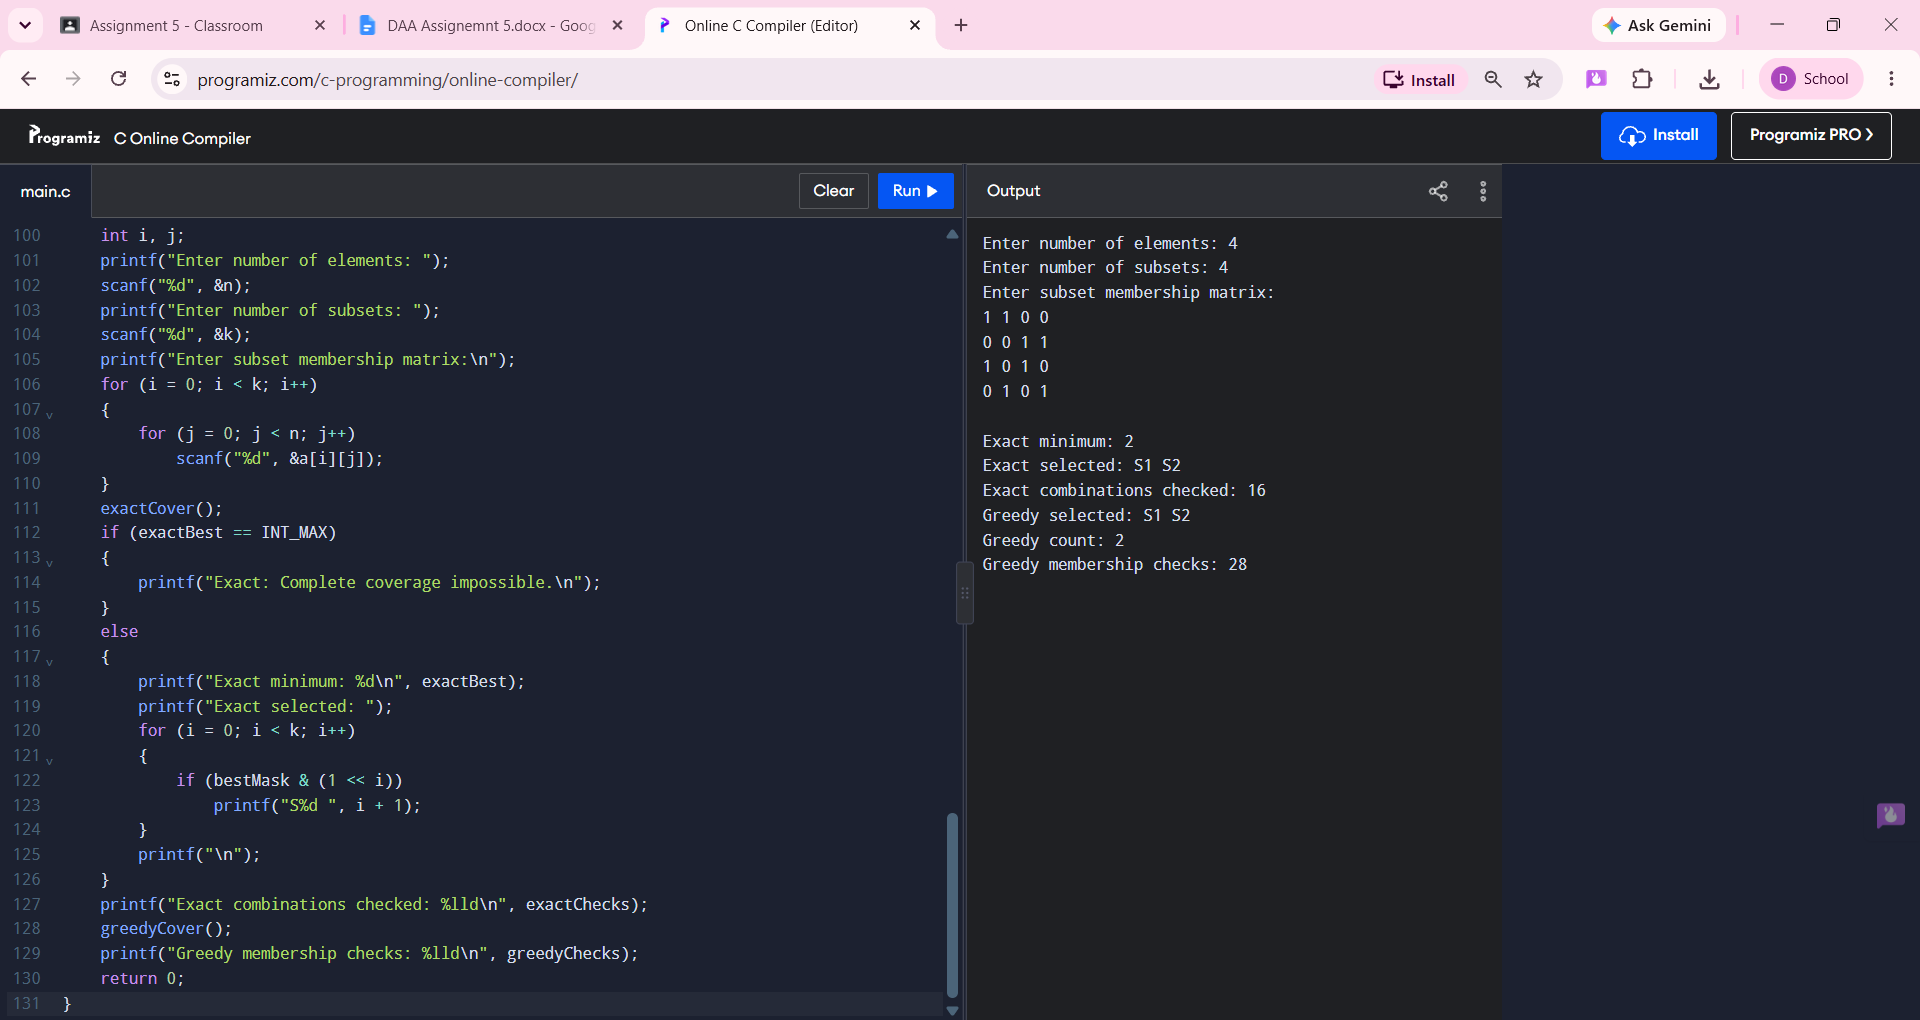 Assignment 5 - Classroom
DAA Assignemnt 5.docx - Goog
Online C Compiler (Editor)
Ask Gemini
programiz.com/c-programming/online-compiler/
Install
D School
Programiz C Online Compiler
Install
Programiz PRO
main.c
Clear
Run
100 int i, j;
101 printf("Enter number of elements: ");
102 scanf("%d", &n);
103 printf("Enter number of subsets: ");
104 scanf("%d", &k);
105 printf("Enter subset membership matrix:\n");
106 for (i = 0; i < k; i++)
107 {
108 for (j = 0; j < n; j++)
109 scanf("%d", &a[i][j]);
110 }
111 exactCover();
112 if (exactBest == INT_MAX)
113 {
114 printf("Exact: Complete coverage impossible.\n");
115 }
116 else
117 {
118 printf("Exact minimum: %d\n", exactBest);
119 printf("Exact selected: ");
120 for (i = 0; i < k; i++)
121 {
122 if (bestMask & (1 << i))
123 printf("S%d ", i + 1);
124 }
125 printf("\n");
126 }
127 printf("Exact combinations checked: %lld\n", exactChecks);
128 greedyCover();
129 printf("Greedy membership checks: %lld\n", greedyChecks);
130 return 0;
131 }
Output
Enter number of elements: 4
Enter number of subsets: 4
Enter subset membership matrix:
1 1 0 0
0 0 1 1
1 0 1 0
0 1 0 1
Exact minimum: 2
Exact selected: S1 S2
Exact combinations checked: 16
Greedy selected: S1 S2
Greedy count: 2
Greedy membership checks: 28